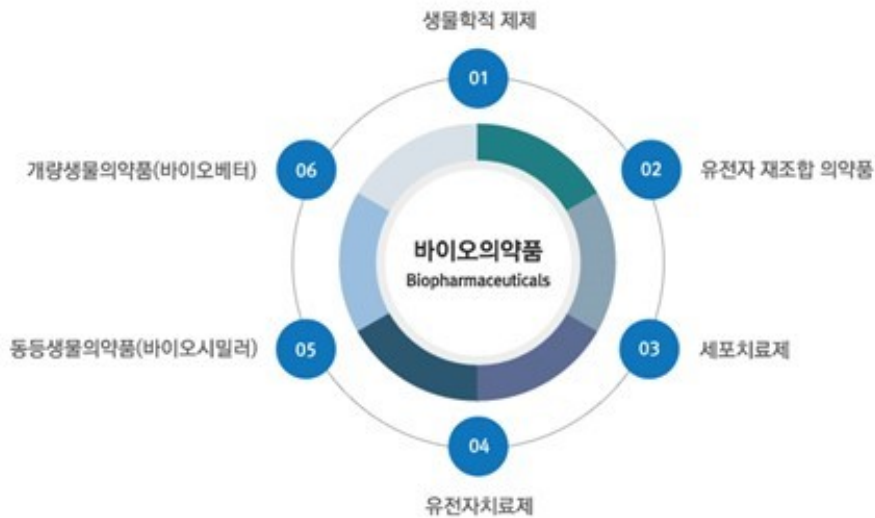 생물학적 제제
01
02
유전자 재조합 의약품
03
세포치료제
04
유전자치료제
05
동등생물의약품(바이오시밀러)
06
개량생물의약품(바이오베터)
바이오의약품
Biopharmaceuticals